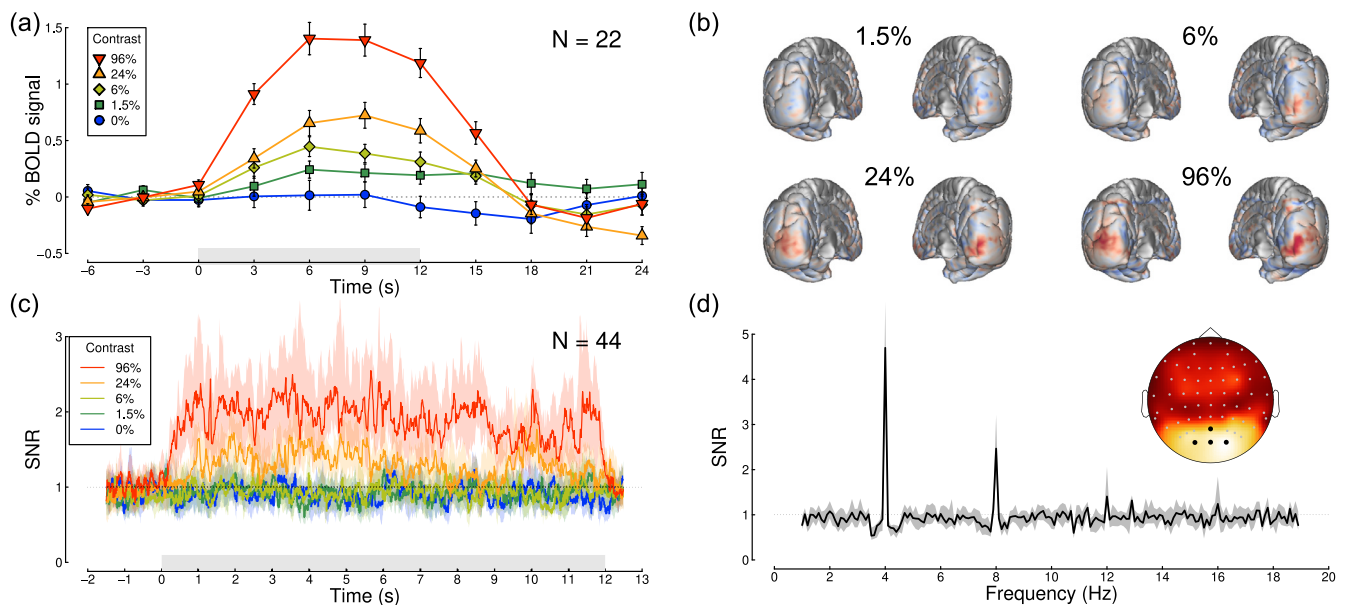 (a)
1.5
1
0.5
0
−0.5
% BOLD signal
Contrast
96%
24%
6%
1.5%
0%
N = 22
−6 −3 0 3 6 9 12 15 18 21 24
Time (s)
(b)
1.5% 6%
24% 96%
(c)
3
2
1
0
SNR
Contrast
96%
24%
6%
1.5%
0%
N = 44
−2 −1 0 1 2 3 4 5 6 7 8 9 10 11 12 13
Time (s)
(d)
5
4
3
2
1
0
SNR
0 2 4 6 8 10 12 14 16 18 20
Frequency (Hz)